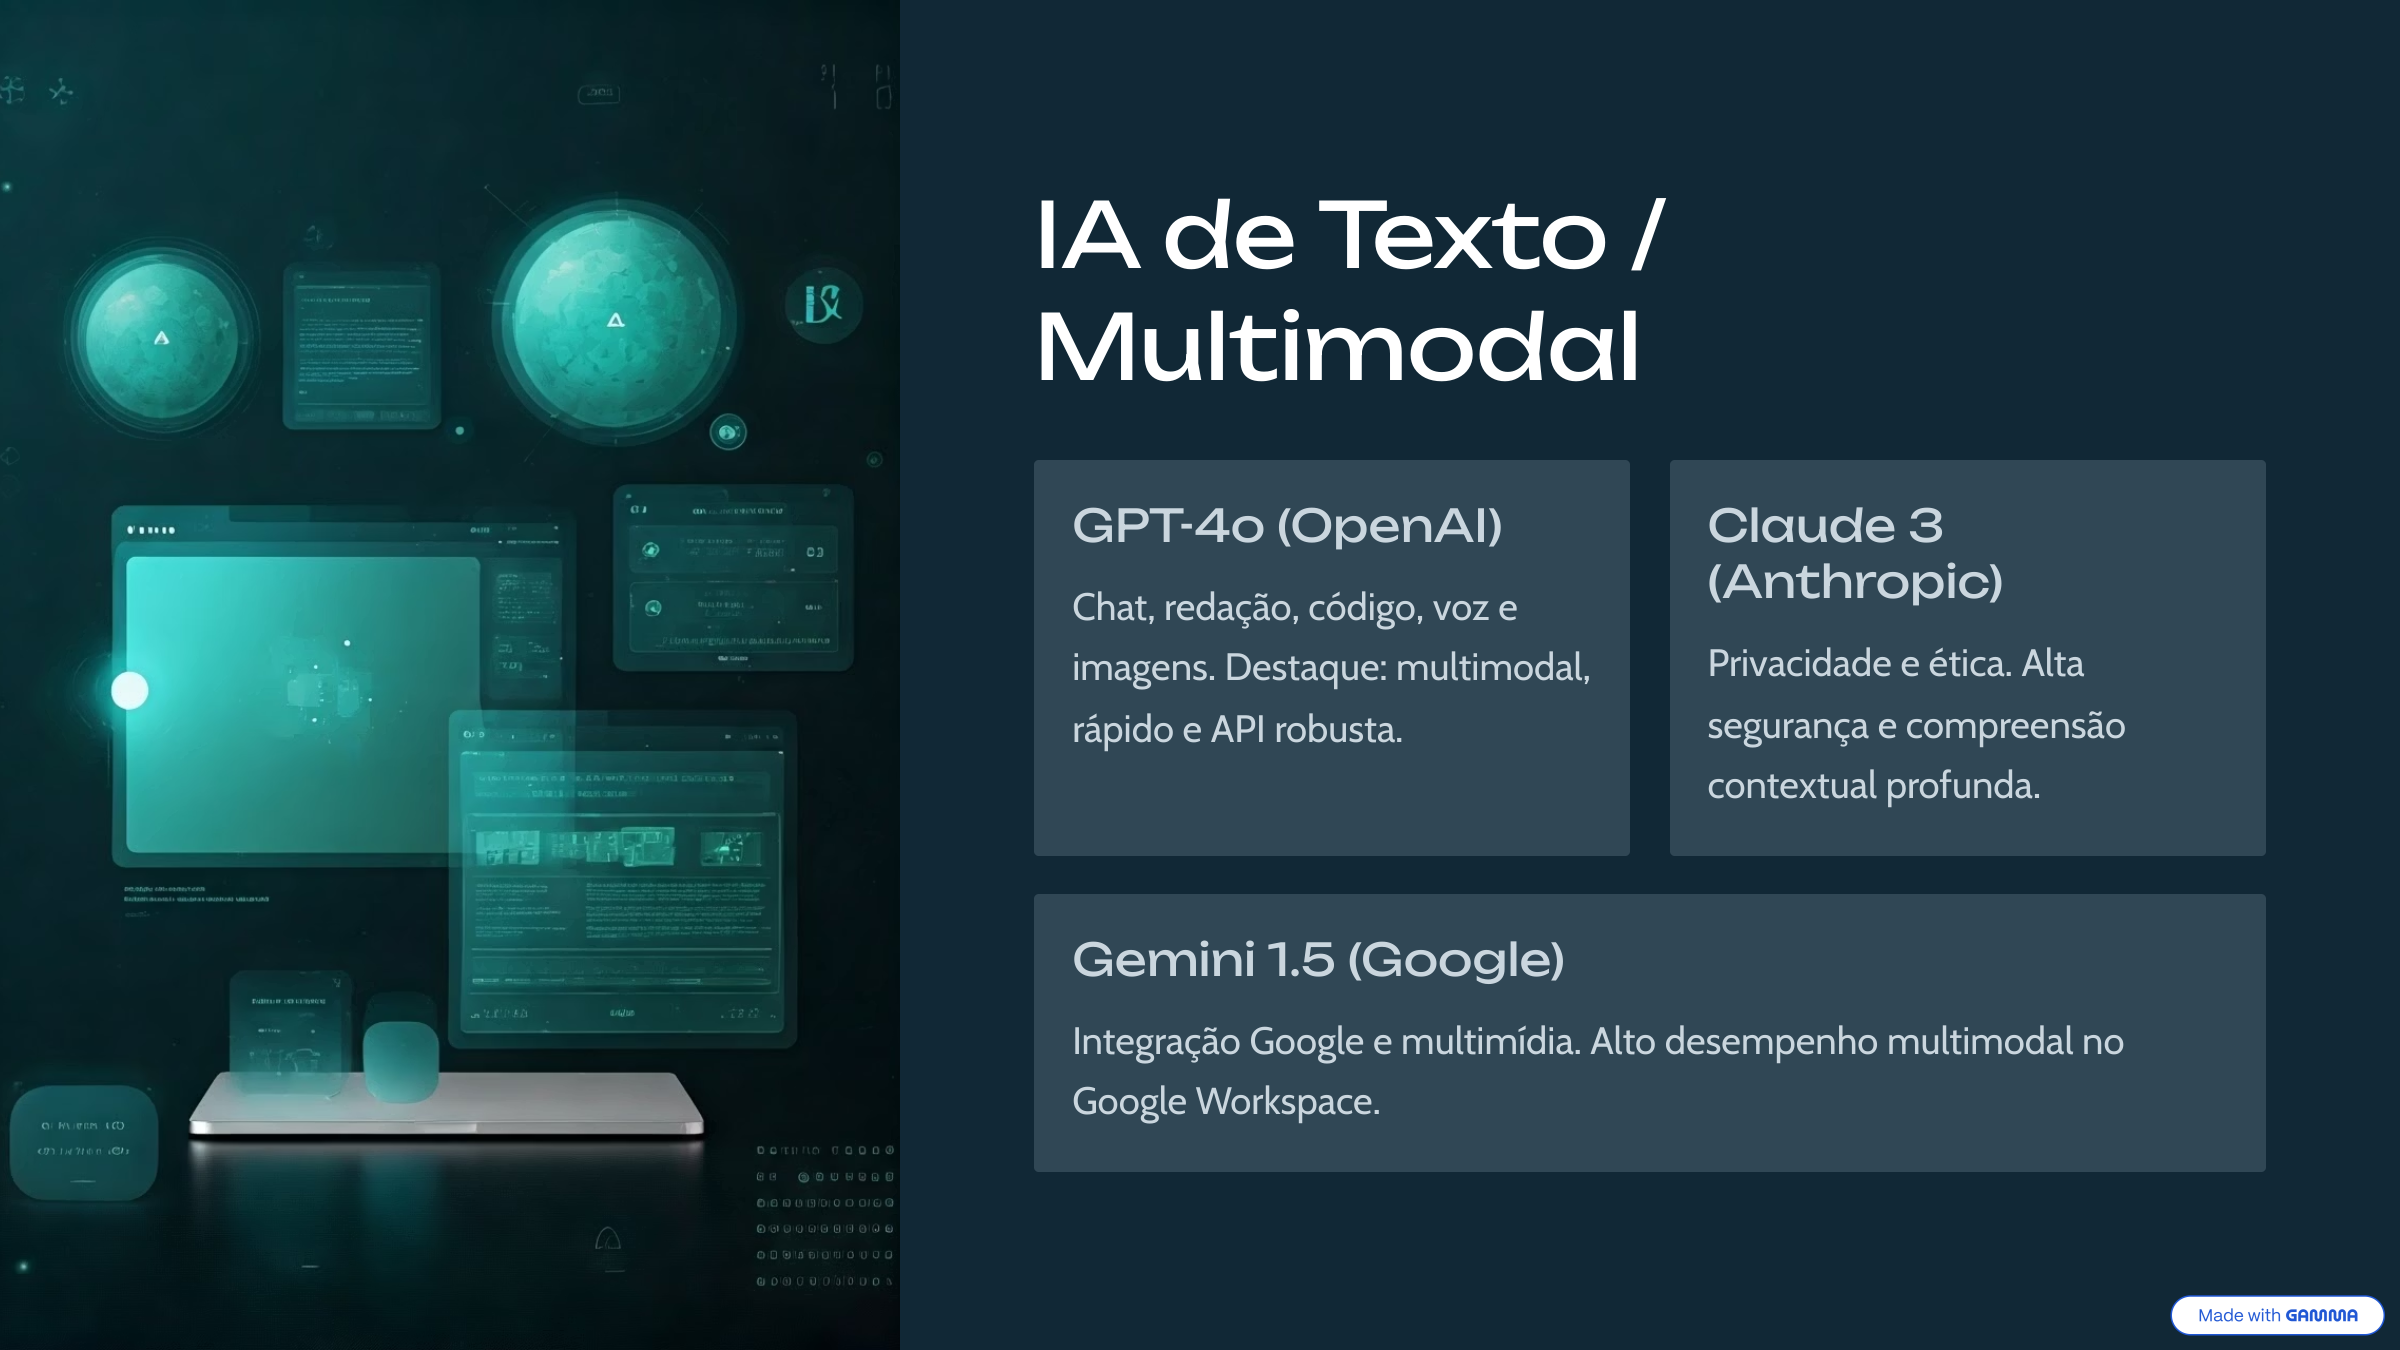 IA de Texto /
Multimodal
GPT-4o (OpenAI)
Chat, redação, código, voz e
imagens. Destaque: multimodal,
rápido e API robusta.
Claude 3
(Anthropic)
Privacidade e ética. Alta
segurança e compreensão
contextual profunda.
Gemini 1.5 (Google)
Integração Google e multimídia. Alto desempenho multimodal no
Google Workspace.
Made with GAMMA